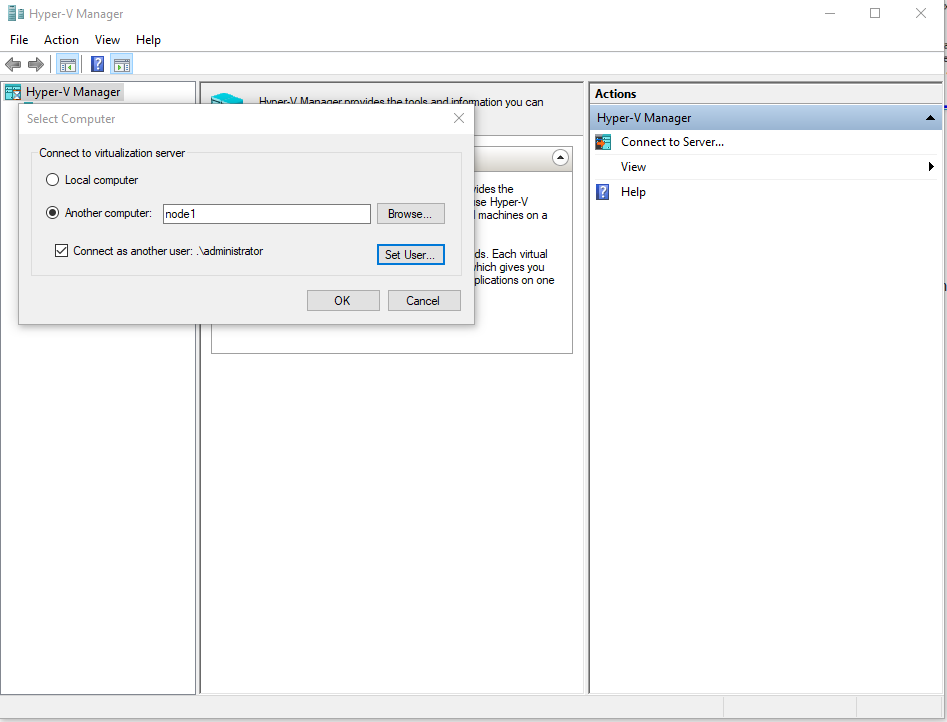 Hyper-V Manager
File Action View Help
Hyper-V Manager
Hyper-V Manager provides the tools and information you can
Select Computer
Connect to virtualization server
Local computer
Another computer: node1 Browse...
Connect as another user: .\administrator Set User...
OK Cancel
vides the
se Hyper-V
machines on a
ds. Each virtual
hich gives you
plications on one
Actions
Hyper-V Manager
Connect to Server...
View
Help